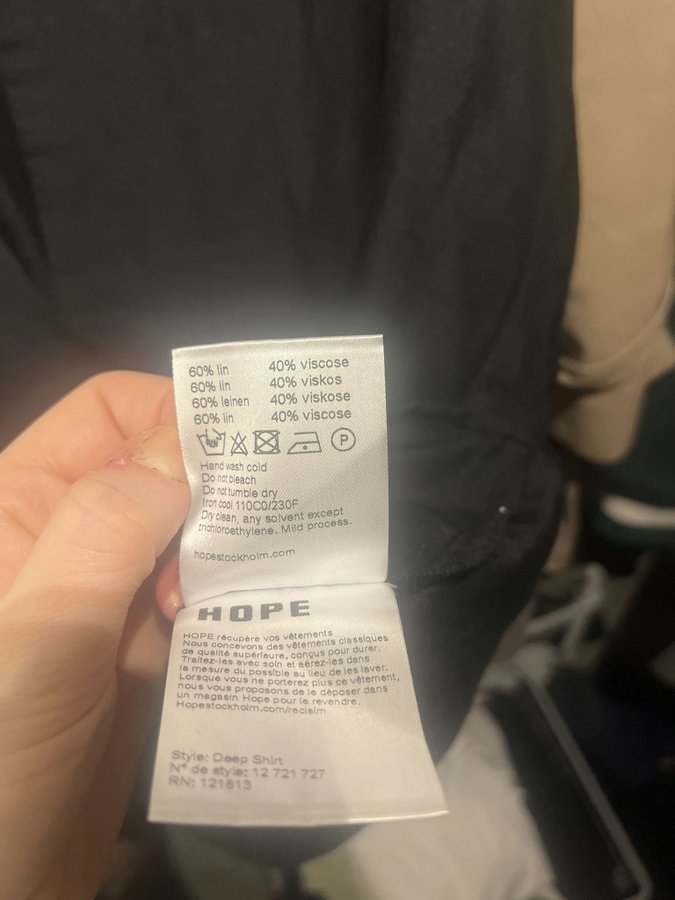 60% lin 40% viscose
60% lin 40% viskos
60% leinen 40% viskose
60% lin 40% viscose
P
Hand wash cold
Do not bleach
Do not tumble dry
Iron cool 110C0/230F
Dry clean, any solvent except
trichloroethylene. Mild process.
hopestockholm.com
HOPE
HOPE récupère vos vêtements
Nous concevons des vêtements classiques
de qualité supérieure, conçus pour durer.
Traitez-les avec soin et aérez-les dans
la mesure du possible au lieu de les laver.
Lorsque vous ne porterez plus ce vêtement,
nous vous proposons de le déposer dans
un magasin Hope pour le revendre.
Hopestockholm.com/reclaim
Style: Deep Shirt
N° de style: 12 721 727
RN: 121813